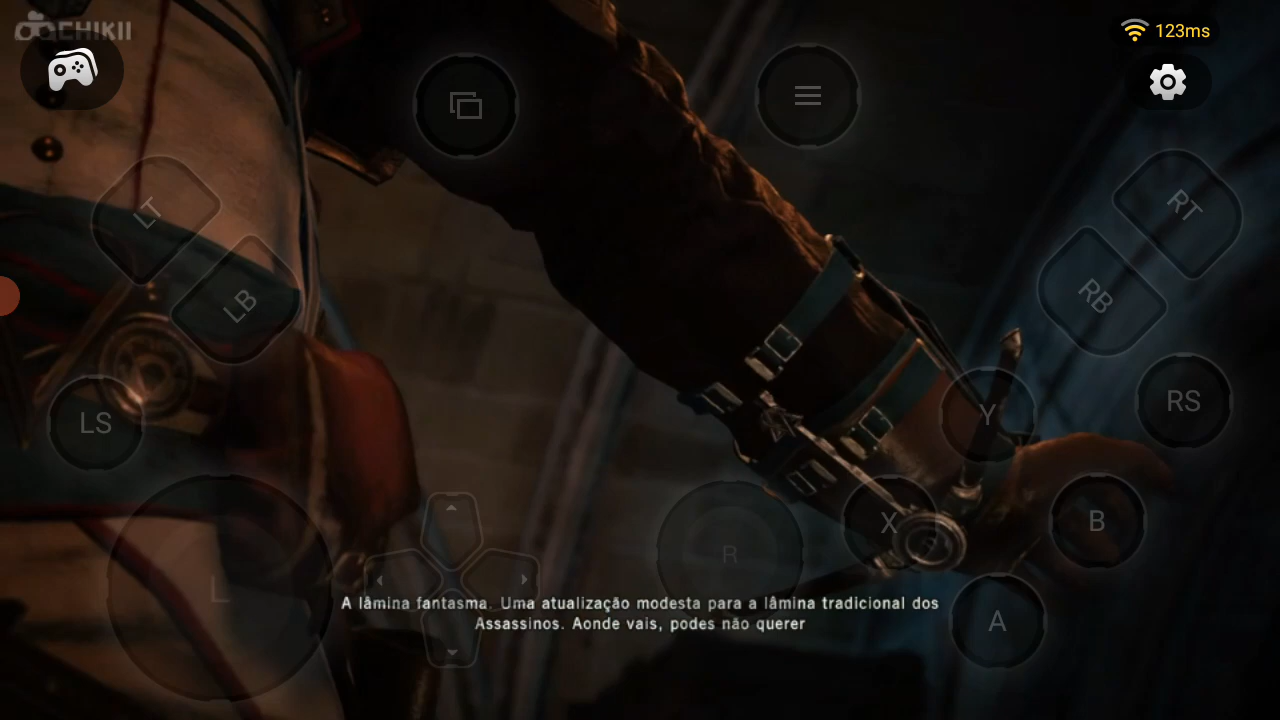 CHIKII
123ms
LT
RT
LB
RB
LS
Y
RS
X
B
L
R
A lâmina fantasma. Uma atualização modesta para a lâmina tradicional dos
Assassinos. Aonde vais, podes não querer
A